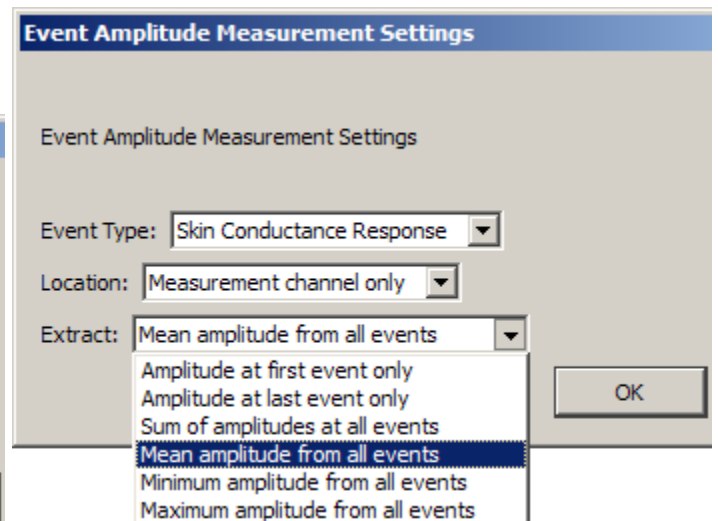 Event Amplitude Measurement Settings
Event Amplitude Measurement Settings
Event Type: Skin Conductance Response
Location: Measurement channel only
Extract: Mean amplitude from all events
Amplitude at first event only
Amplitude at last event only
OK
Sum of amplitudes at all events
Mean amplitude from all events
Minimum amplitude from all events
Maximum amplitude from all events